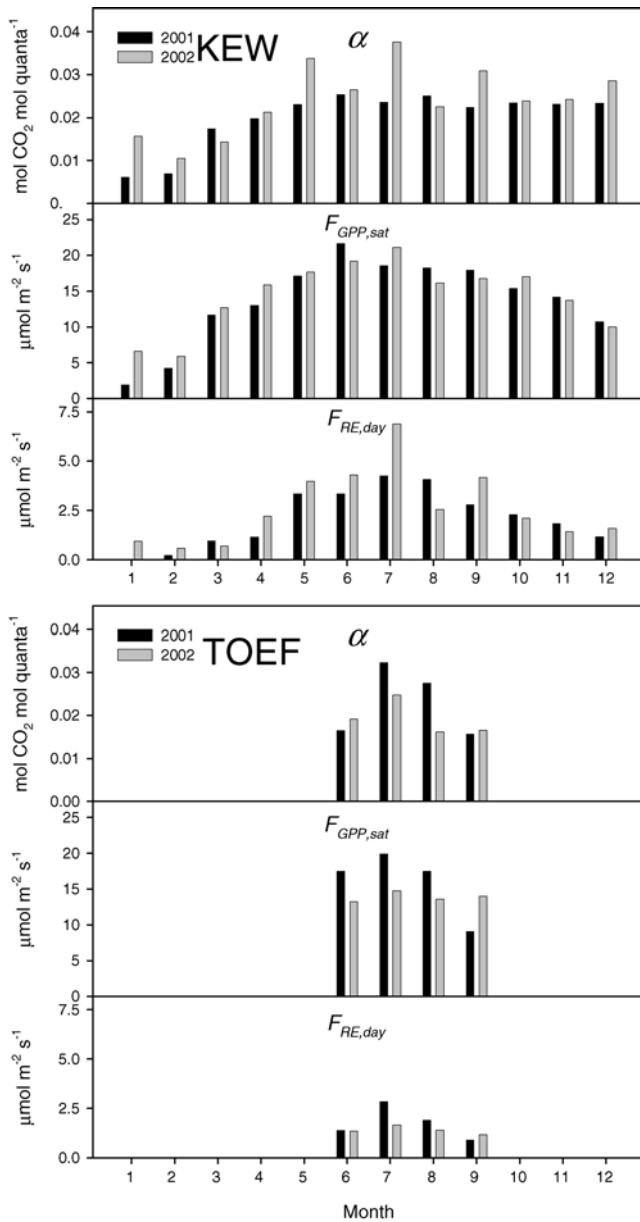 2001
2002
KEW
α
mol CO₂ mol quanta⁻¹
0.04
0.03
0.02
0.01
0.
F_GPP,sat
μmol m⁻² s⁻¹
25
20
15
10
5
0
F_RE,day
μmol m⁻² s⁻¹
7.5
5.0
2.5
0.0
1 2 3 4 5 6 7 8 9 10 11 12
2001
2002
TOEF
α
mol CO₂ mol quanta⁻¹
0.04
0.03
0.02
0.01
0.00
F_GPP,sat
μmol m⁻² s⁻¹
25
20
15
10
5
0
F_RE,day
μmol m⁻² s⁻¹
7.5
5.0
2.5
0.0
1 2 3 4 5 6 7 8 9 10 11 12
Month